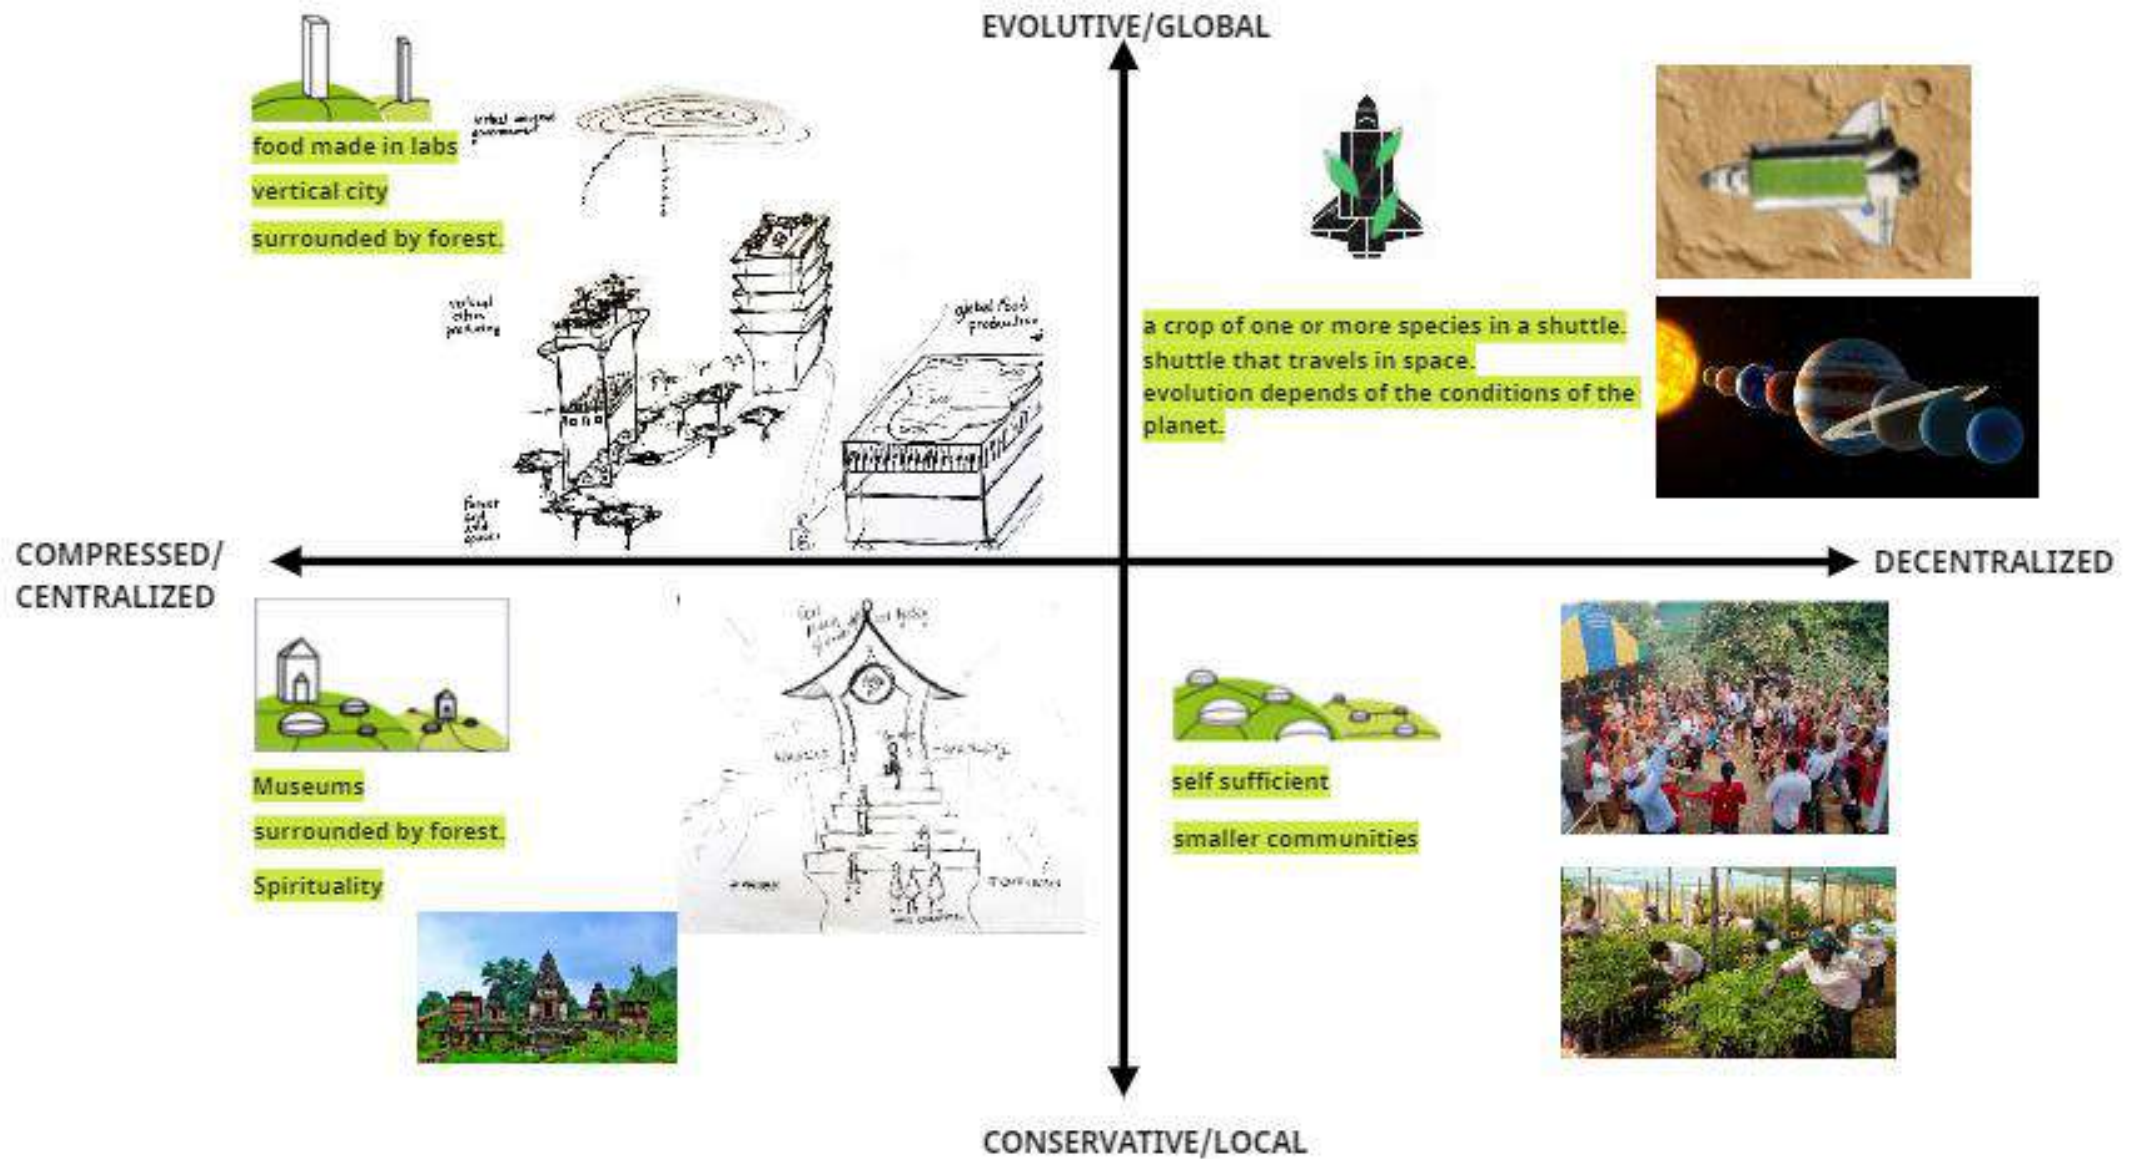 EVOLUTIVE/GLOBAL
food made in labs
vertical city
surrounded by forest.
global food
production
a crop of one or more species in a shuttle.
shuttle that travels in space.
evolution depends of the conditions of the
planet.
COMPRESSED/
CENTRALIZED
DECENTRALIZED
Museums
surrounded by forest.
Spirituality
self sufficient
smaller communities
CONSERVATIVE/LOCAL